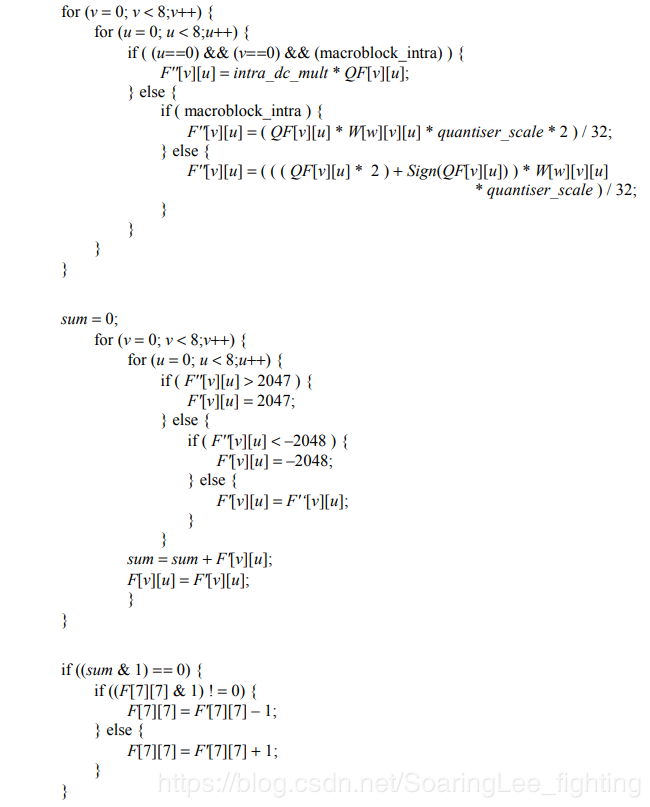 for (v = 0; v < 8;v++) {
for (u = 0; u < 8;u++) {
if ( (u==0) && (v==0) && (macroblock_intra) ) {
F″[v][u] = intra_dc_mult * QF[v][u];
} else {
if ( macroblock_intra ) {
F″[v][u] = ( QF[v][u] * W[w][v][u] * quantiser_scale * 2 ) / 32;
} else {
F″[v][u] = ( ( ( QF[v][u] * 2 ) + Sign(QF[v][u]) ) * W[w][v][u]
* quantiser_scale ) / 32;
}
}
}
}
sum = 0;
for (v = 0; v < 8;v++) {
for (u = 0; u < 8;u++) {
if ( F″[v][u] > 2047 ) {
F′[v][u] = 2047;
} else {
if ( F″[v][u] < –2048 ) {
F′[v][u] = –2048;
} else {
F′[v][u] = F′‘[v][u];
}
}
sum = sum + F′[v][u];
F[v][u] = F′[v][u];
}
}
if ((sum & 1) == 0) {
if ((F[7][7] & 1) ! = 0) {
F[7][7] = F′[7][7] – 1;
} else {
F[7][7] = F′[7][7] + 1;
}
}
https://blog.csdn.net/SoaringLee_fighting